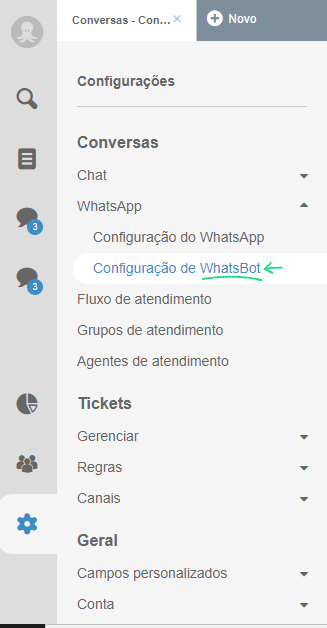 Conversas - Con...
Novo
Configurações
Conversas
Chat
WhatsApp
Configuração do WhatsApp
Configuração de WhatsBot
Fluxo de atendimento
Grupos de atendimento
Agentes de atendimento
Tickets
Gerenciar
Regras
Canais
Geral
Campos personalizados
Conta
3
3